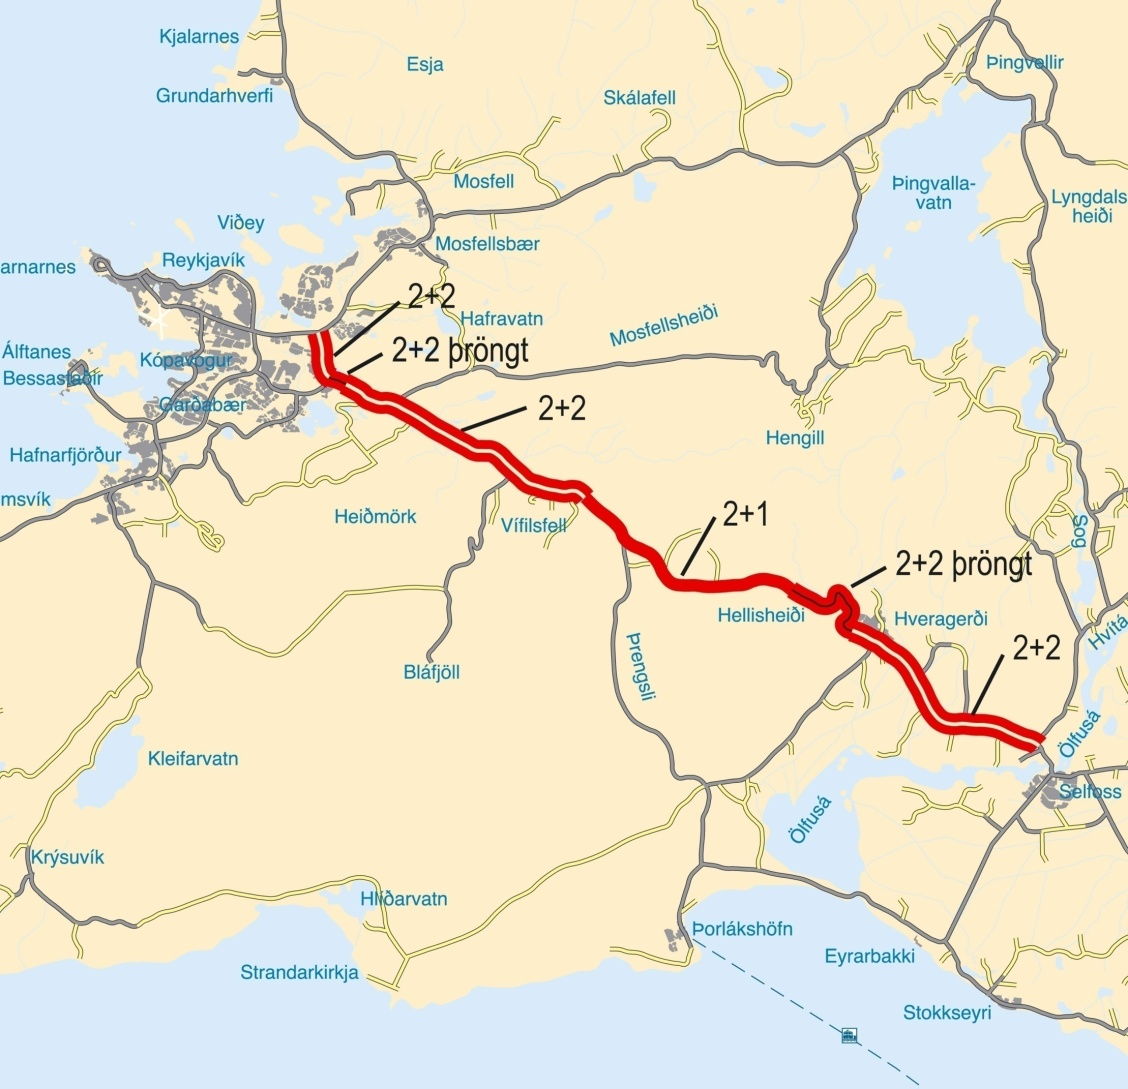 Kjalarnes
Esja
Þingvellir
Grundarhverfi
Skálafell
Mosfell
Þingvalla-
vatn
Lyngdals
heiði
Viðey
Mosfellsbær
Reykjavík
arnarnes
2+2
Hafravatn
Mosfellsheiði
Álftanes
Kópavogur
2+2 þröngt
Bessastaðir
Garðabær
2+2
Hengill
Hafnarfjörður
msvík
Heiðmörk
Vífilsfell
2+1
Sog
2+2 þröngt
Hellisheiði
Hveragerði
Hvítá
2+2
Þrengsli
Bláfjöll
Ölfusá
Kleifarvatn
Selfoss
Ölfusá
Krýsuvík
Hlíðarvatn
Þorlákshöfn
Eyrarbakki
Strandarkirkja
Stokkseyri